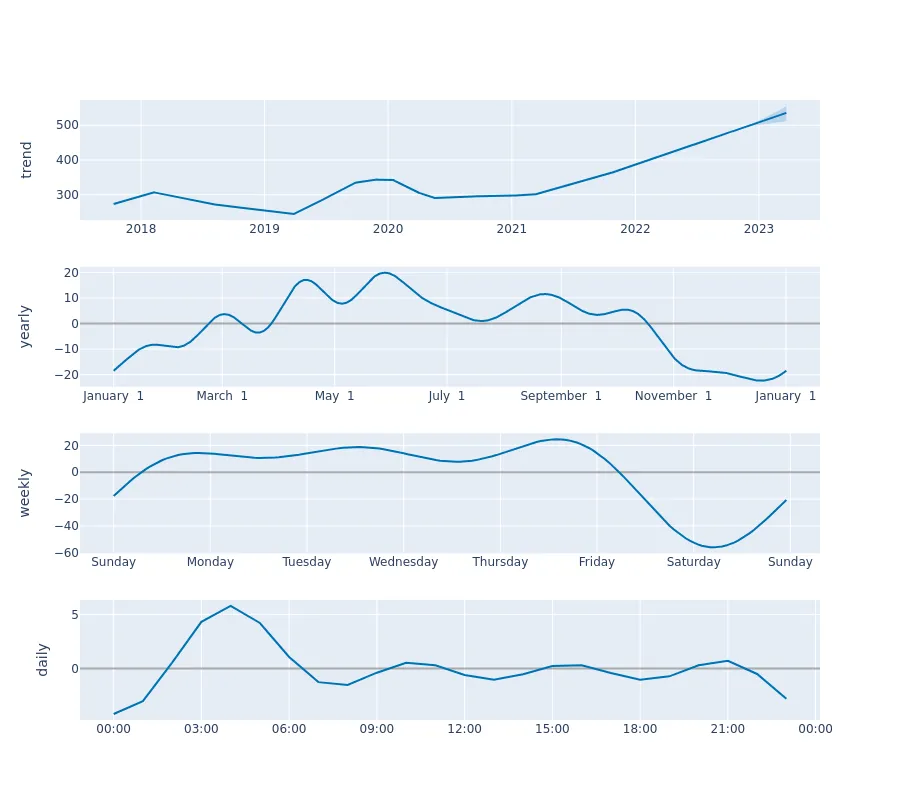 trend
500
400
300
2018 2019 2020 2021 2022 2023
yearly
20
10
0
−10
−20
January 1 March 1 May 1 July 1 September 1 November 1 January 1
weekly
20
0
−20
−40
−60
Sunday Monday Tuesday Wednesday Thursday Friday Saturday Sunday
daily
5
0
00:00 03:00 06:00 09:00 12:00 15:00 18:00 21:00 00:00